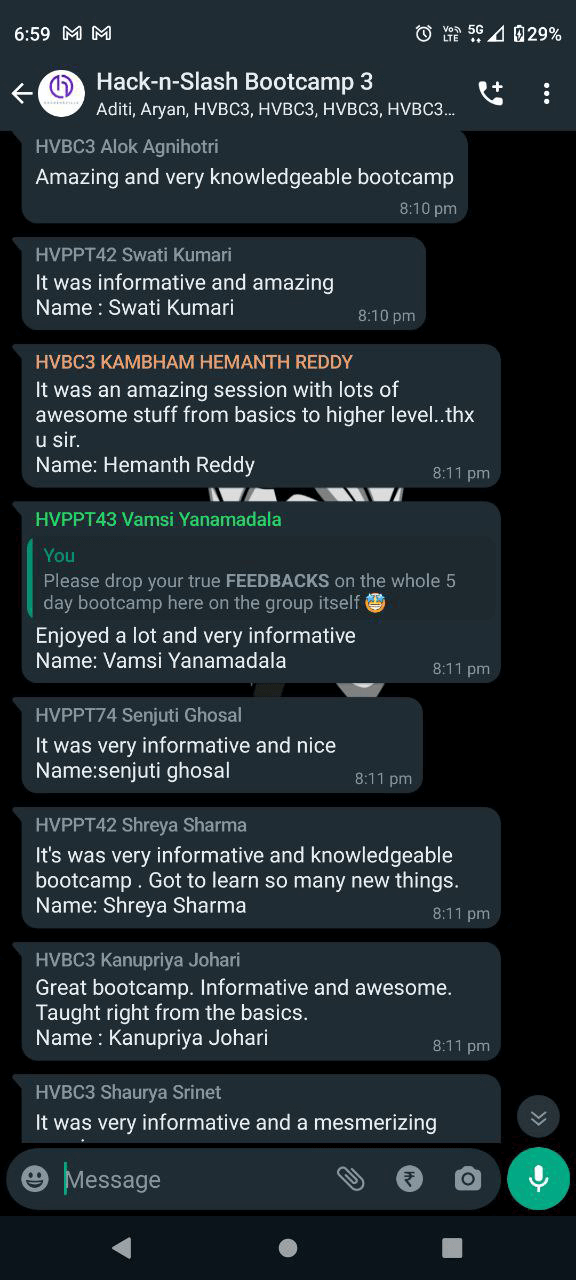 6:59
Vo) LTE 5G 29%
Hack-n-Slash Bootcamp 3
Aditi, Aryan, HVBC3, HVBC3, HVBC3, HVBC3...
HVBC3 Alok Agnihotri
Amazing and very knowledgeable bootcamp
8:10 pm
HVPPT42 Swati Kumari
It was informative and amazing
Name : Swati Kumari
8:10 pm
HVBC3 KAMBHAM HEMANTH REDDY
It was an amazing session with lots of
awesome stuff from basics to higher level..thx
u sir.
Name: Hemanth Reddy
8:11 pm
HVPPT43 Vamsi Yanamadala
You
Please drop your true FEEDBACKS on the whole 5
day bootcamp here on the group itself 🤩
Enjoyed a lot and very informative
Name: Vamsi Yanamadala
8:11 pm
HVPPT74 Senjuti Ghosal
It was very informative and nice
Name:senjuti ghosal
8:11 pm
HVPPT42 Shreya Sharma
It's was very informative and knowledgeable
bootcamp . Got to learn so many new things.
Name: Shreya Sharma
8:11 pm
HVBC3 Kanupriya Johari
Great bootcamp. Informative and awesome.
Taught right from the basics.
Name : Kanupriya Johari
8:11 pm
HVBC3 Shaurya Srinet
It was very informative and a mesmerizing
Message